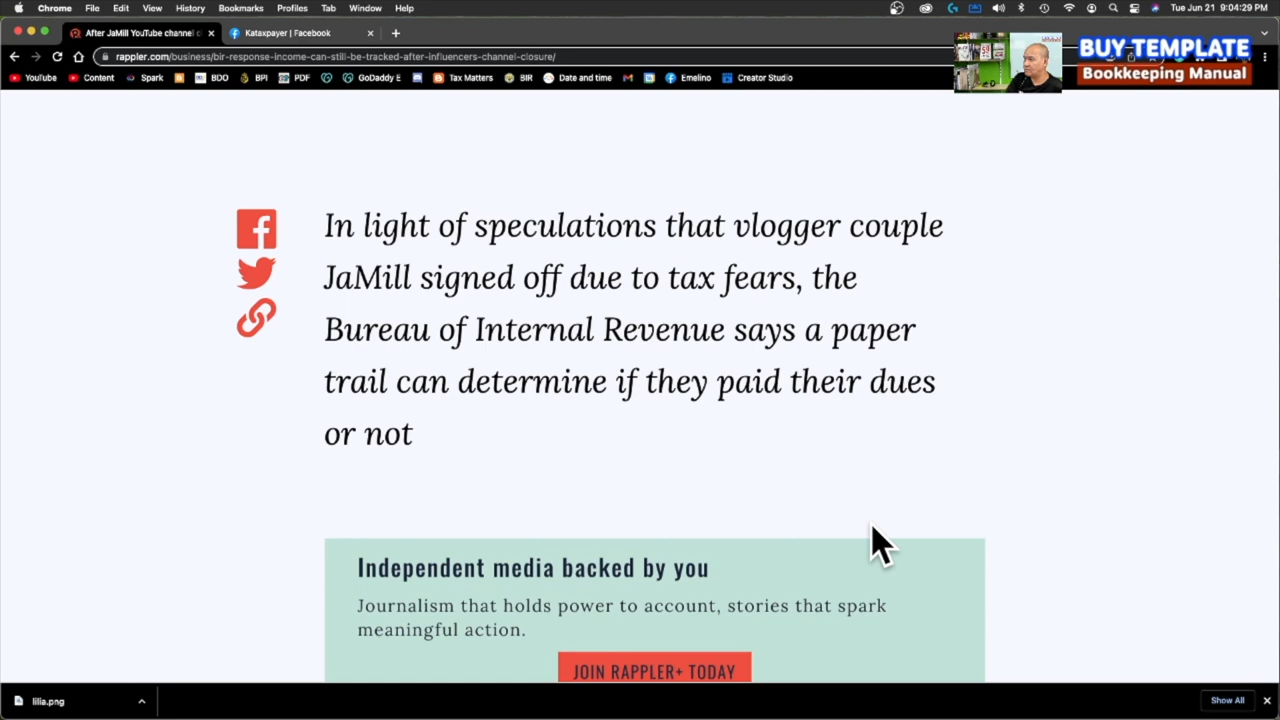 Chrome File Edit View History Bookmarks Profiles Tab Window Help Tue Jun 21 9:04:29 PM
After JaMill YouTube channel c Kataxpayer | Facebook
rappler.com/business/bir-response-income-can-still-be-tracked-after-influencers-channel-closure/
BUY TEMPLATE
Bookkeeping Manual
YouTube Content Spark BDO BPI PDF GoDaddy E Tax Matters BIR Date and time Emelino Creator Studio
In light of speculations that vlogger couple
JaMill signed off due to tax fears, the
Bureau of Internal Revenue says a paper
trail can determine if they paid their dues
or not
Independent media backed by you
Journalism that holds power to account, stories that spark
meaningful action.
JOIN RAPPLER+ TODAY
lilia.png Show All